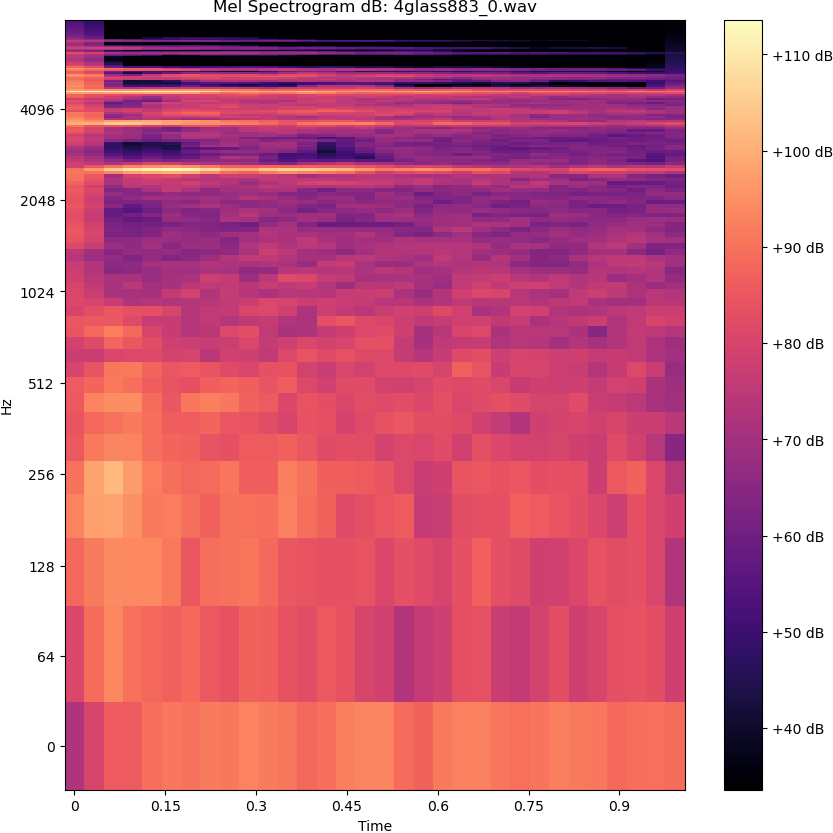 Mel Spectrogram dB: 4glass883_0.wav
+110 dB
4096
+100 dB
2048
+90 dB
1024
+80 dB
512
Hz
+70 dB
256
+60 dB
128
+50 dB
64
+40 dB
0
0 0.15 0.3 0.45 0.6 0.75 0.9
Time